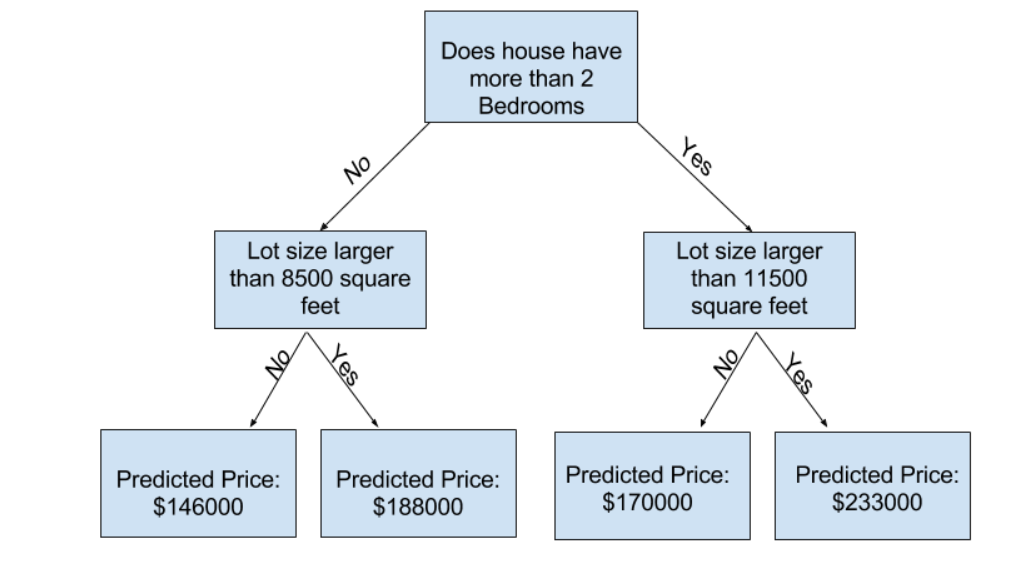 Does house have
more than 2
Bedrooms
No
Yes
Lot size larger
than 8500 square
feet
Lot size larger
than 11500
square feet
No
Yes
No
Yes
Predicted Price:
$146000
Predicted Price:
$188000
Predicted Price:
$170000
Predicted Price:
$233000